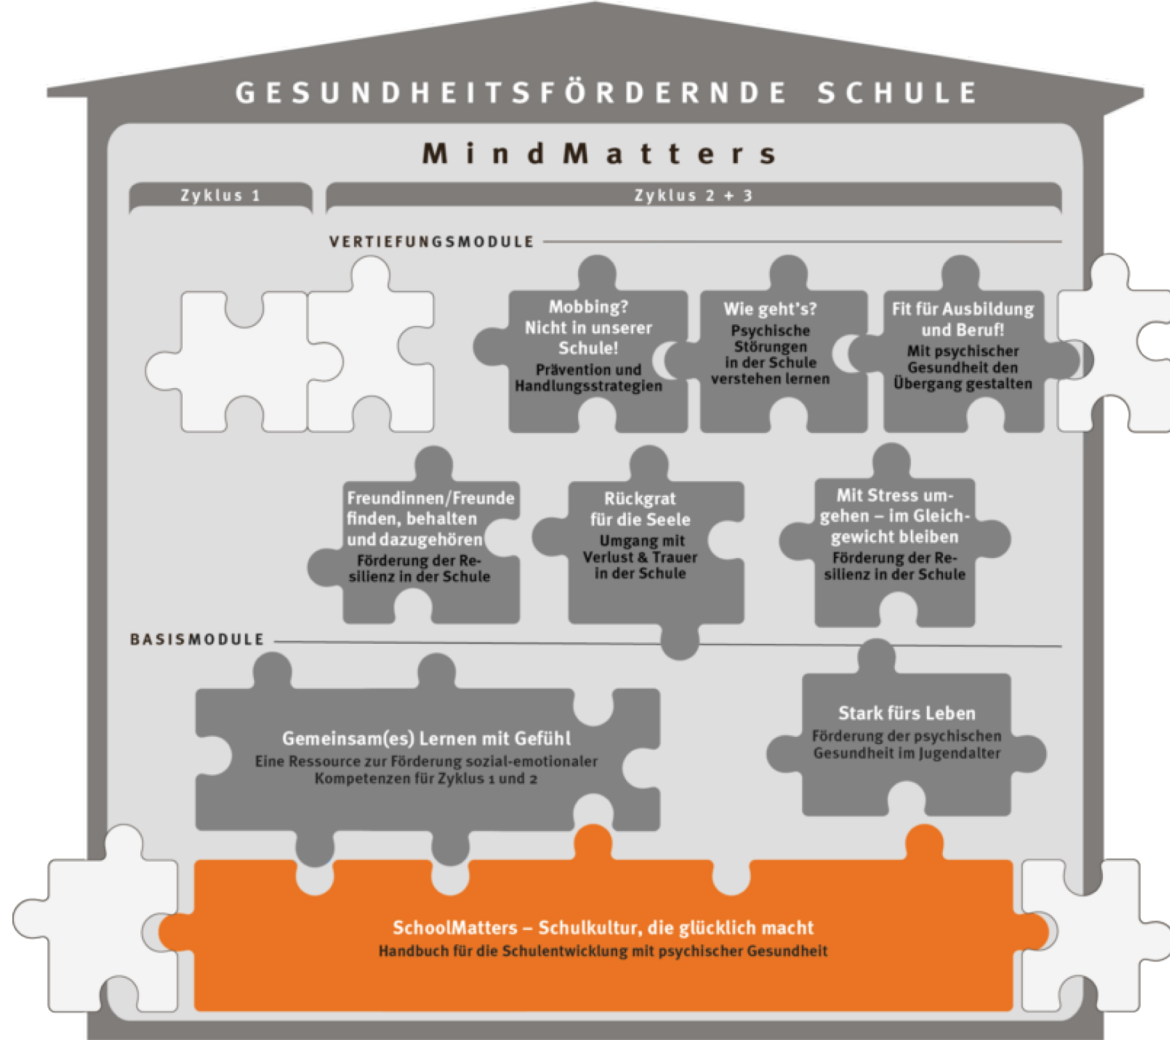 GESUNDHEITSFÖRDERNDE SCHULE
MindMatters
Zyklus 1
Zyklus 2 + 3
VERTIEFUNGSMODULE
Mobbing?
Nicht in unserer
Schule!
Prävention und
Handlungsstrategien
Wie geht's?
Psychische
Störungen
in der Schule
verstehen lernen
Fit für Ausbildung
und Beruf!
Mit psychischer
Gesundheit den
Übergang gestalten
Freundinnen/Freunde
finden, behalten
und dazugehören
Förderung der Re-
silienz in der Schule
Rückgrat
für die Seele
Umgang mit
Verlust & Trauer
in der Schule
Mit Stress um-
gehen – im Gleich-
gewicht bleiben
Förderung der Re-
silienz in der Schule
BASISMODULE
Gemeinsam(es) Lernen mit Gefühl
Eine Ressource zur Förderung sozial-emotionaler
Kompetenzen für Zyklus 1 und 2
Stark fürs Leben
Förderung der psychischen
Gesundheit im Jugendalter
SchoolMatters – Schulkultur, die glücklich macht
Handbuch für die Schulentwicklung mit psychischer Gesundheit